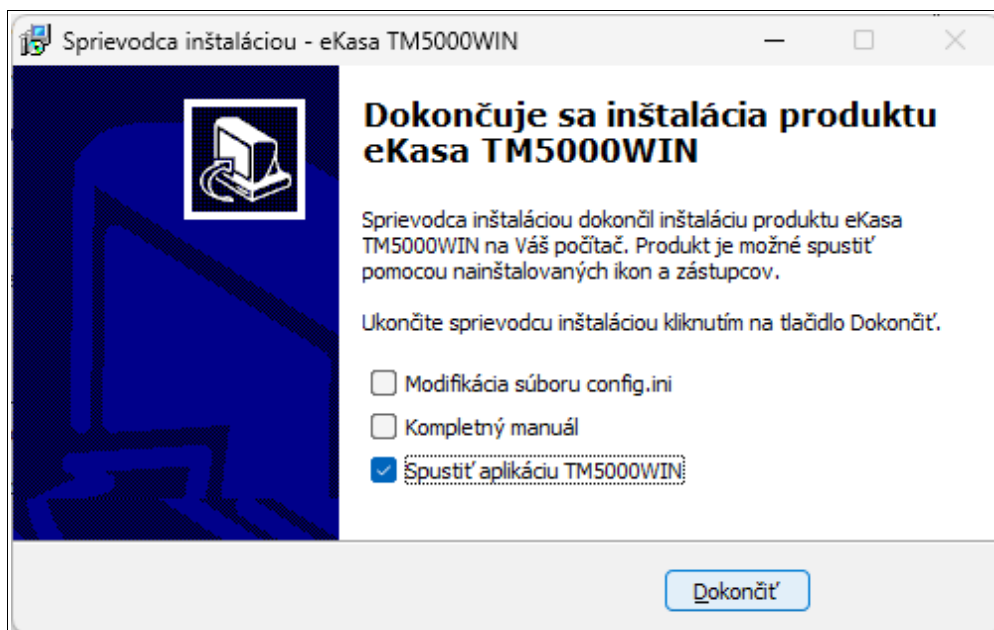 Sprievodca inštaláciou - eKasa TM5000WIN
Dokončuje sa inštalácia produktu
eKasa TM5000WIN
Sprievodca inštaláciou dokončil inštaláciu produktu eKasa
TM5000WIN na Váš počítač. Produkt je možné spustiť
pomocou nainštalovaných ikon a zástupcov.
Ukončite sprievodcu inštaláciou kliknutím na tlačidlo Dokončiť.
Modifikácia súboru config.ini
Kompletný manuál
Spustiť aplikáciu TM5000WIN
Dokončiť